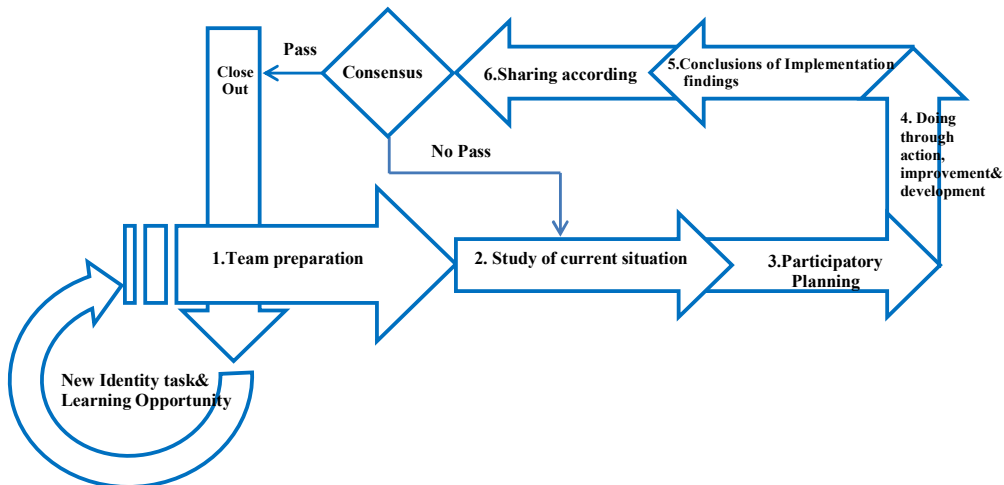 Pass
Close
Out
Consensus
6.Sharing according
5.Conclusions of Implementation
findings
4. Doing
through
action,
improvement&
development
No Pass
1.Team preparation
2. Study of current situation
3.Participatory
Planning
New Identity task&
Learning Opportunity